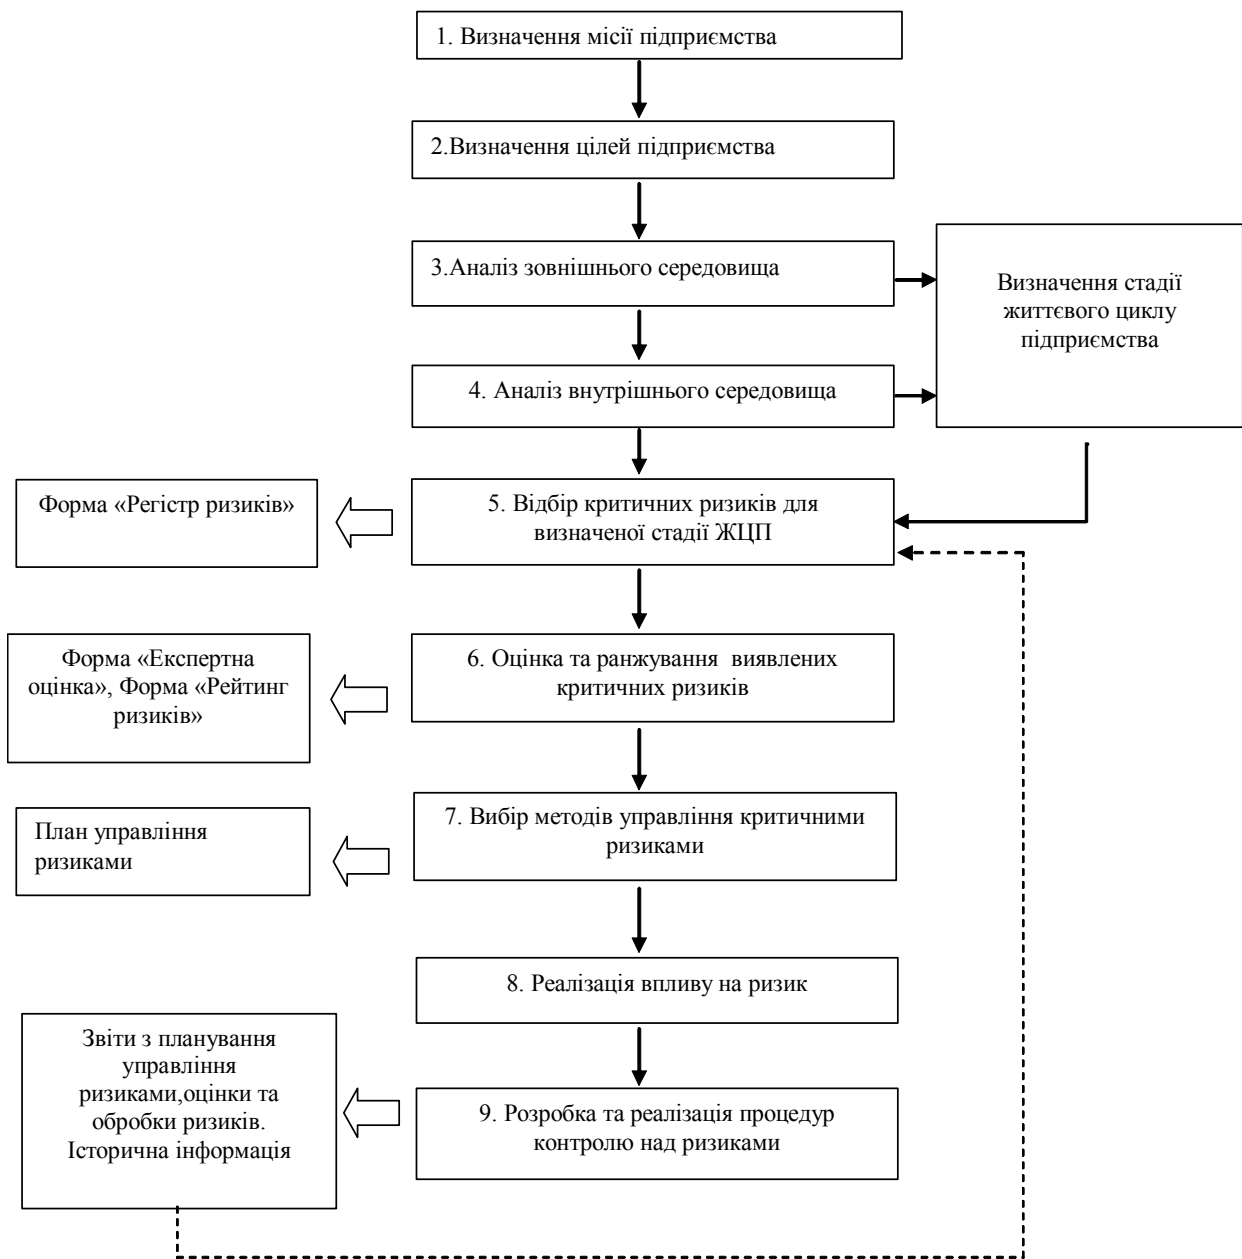 1. Визначення місії підприємства
2.Визначення цілей підприємства
3.Аналіз зовнішнього середовища
Визначення стадії
життєвого циклу
підприємства
4. Аналіз внутрішнього середовища
Форма «Регістр ризиків»
5. Відбір критичних ризиків для
визначеної стадії ЖЦП
Форма «Експертна
оцінка», Форма «Рейтинг
ризиків»
6. Оцінка та ранжування виявлених
критичних ризиків
План управління
ризиками
7. Вибір методів управління критичними
ризиками
8. Реалізація впливу на ризик
Звіти з планування
управління
ризиками,оцінки та
обробки ризиків.
Історична інформація
9. Розробка та реалізація процедур
контролю над ризиками